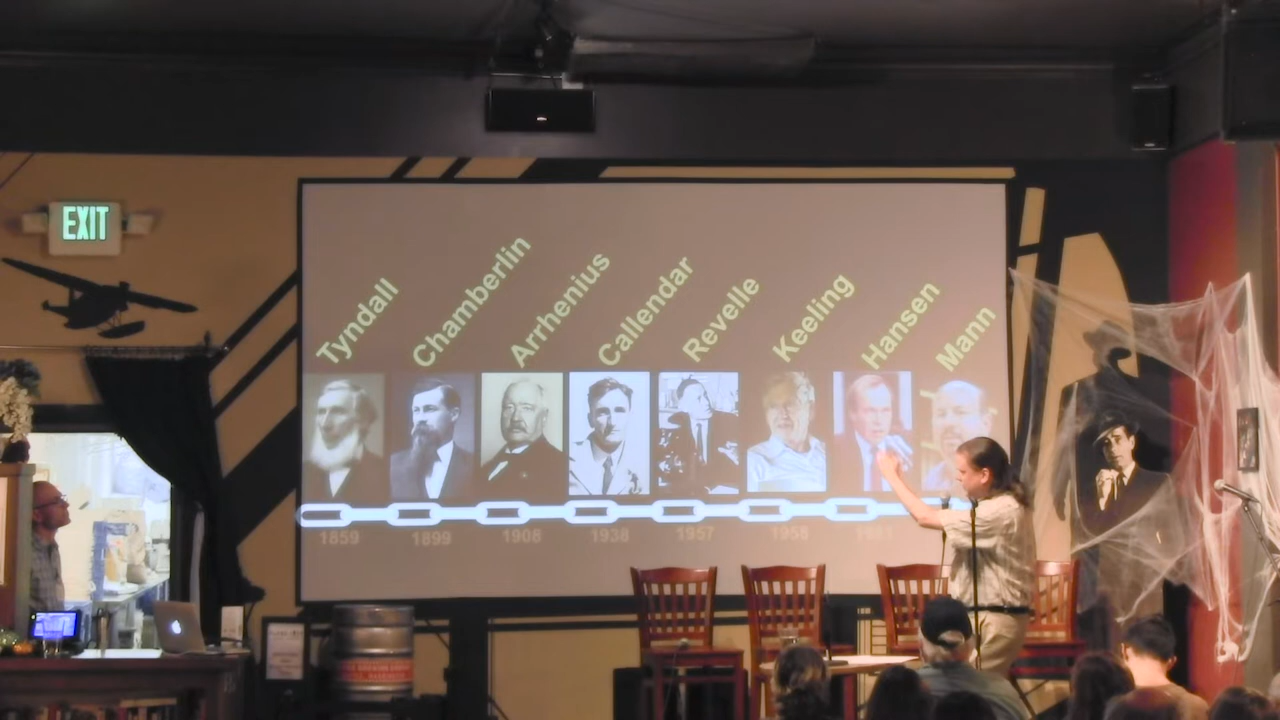 EXIT
Tyndall
Chamberlin
Arrhenius
Callendar
Revelle
Keeling
Hansen
Mann
1859
1899
1908
1938
1957
1958